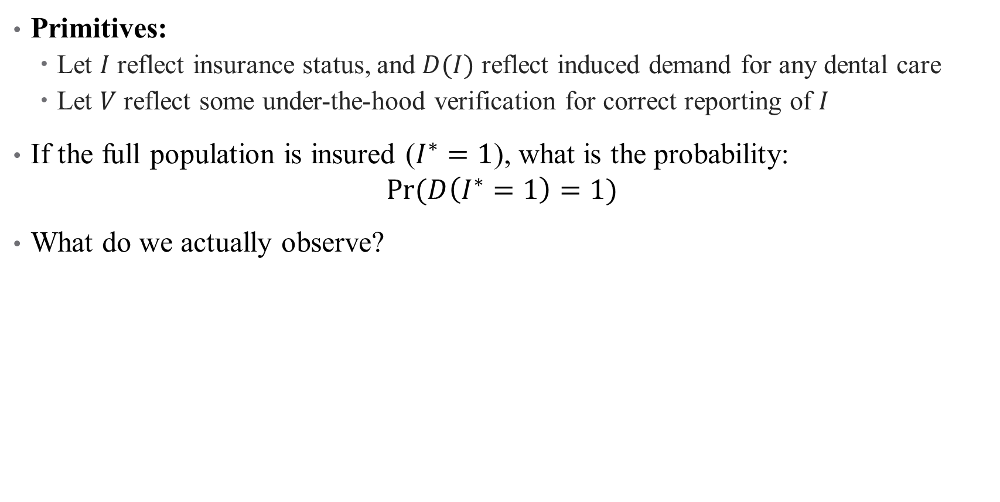 • Primitives:
• Let I reflect insurance status, and D(I) reflect induced demand for any dental care
• Let V reflect some under-the-hood verification for correct reporting of I
• If the full population is insured (I* = 1), what is the probability:
Pr(D(I* = 1) = 1)
• What do we actually observe?